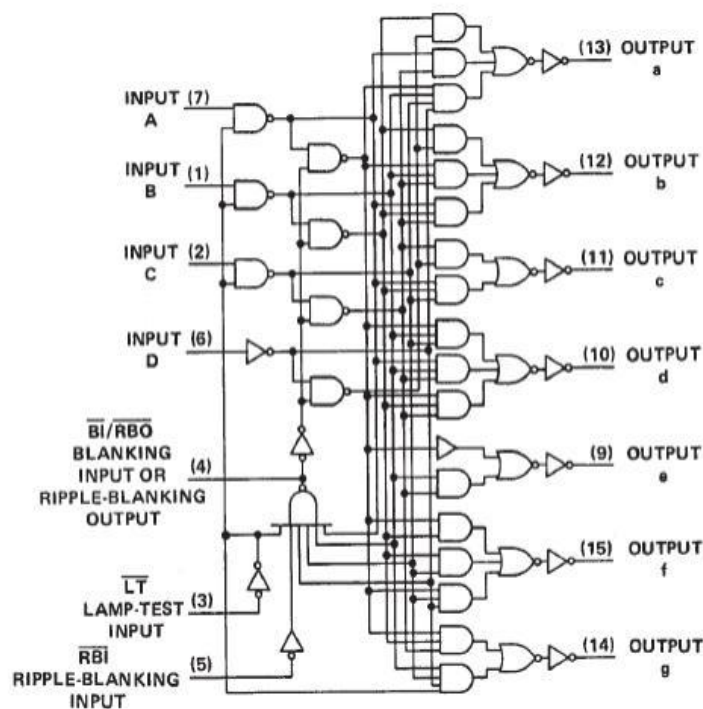 (13) OUTPUT
a
INPUT (7)
A
(12) OUTPUT
b
INPUT (1)
B
(11) OUTPUT
c
INPUT (2)
C
(10) OUTPUT
d
INPUT (6)
D
BI/RBO
BLANKING
INPUT OR (4)
RIPPLE-BLANKING
OUTPUT
(9) OUTPUT
e
(15) OUTPUT
f
LT
LAMP-TEST (3)
INPUT
(14) OUTPUT
g
RBI
RIPPLE-BLANKING (5)
INPUT